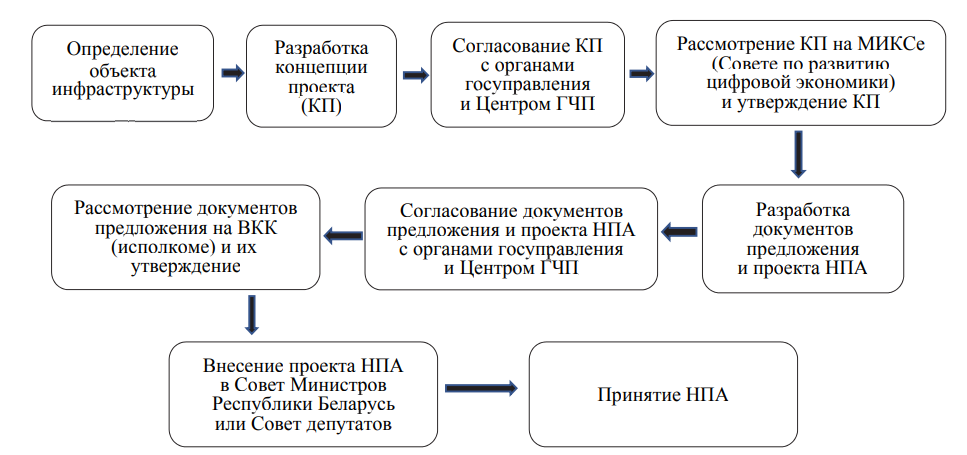 Определение
объекта
инфраструктуры
Разработка
концепции
проекта
(КП)
Согласование КП
с органами
госуправления
и Центром ГЧП
Рассмотрение КП на МИКСе
(Совете по развитию
цифровой экономики)
и утверждение КП
Разработка
документов
предложения
и проекта НПА
Согласование документов
предложения и проекта НПА
с органами госуправления
и Центром ГЧП
Рассмотрение документов
предложения на ВКК
(исполкоме) и их
утверждение
Внесение проекта НПА
в Совет Министров
Республики Беларусь
или Совет депутатов
Принятие НПА